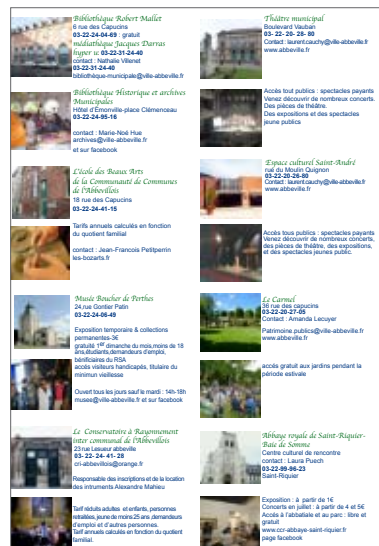 Bibliothèque Robert Mallet
6 rue des Capucins
03-22-24-04-69 : gratuit
médiathèque Jacques Darras
hyper u: 03-22-31-24-40
contact : Nathalie Villenet
03-22-31-24-40
bibliothèque-municipale@ville-abbeville.fr
Bibliothèque Historique et archives
Municipales
Hôtel d'Emonville-place Clémenceau
03-22-24-95-16
contact : Marie-Noé Hue
archives@ville-abbeville.fr
et sur facebook
L'école des Beaux Arts
de la Communauté de Communes
de l'Abbevillois
18 rue des Capucins
03-22-24-41-15
Tarifs annuels calculés en fonction
du quotient familial
contact : Jean-Francois Petitperrin
les-bozarts.fr
Musée Boucher de Perthes
24,rue Gontier Patin
03-22-24-06-49
Exposition temporaire & collections
permanentes-3€
gratuité 1er dimanche du mois,moins de 18
ans,étudiants,demandeurs d'emploi,
bénificiaires du RSA
accés visiteurs handicapés, titulaire du
minimun vieillesse
Ouvert tous les jours sauf le mardi : 14h-18h
musee@ville-abbeville.fr et sur facebook
Le Conservatoire à Rayonnement
inter communal de l'Abbevillois
23 rue Lesueur abbeville
03- 22- 24- 41- 28
cri-abbevillois@orange.fr
Responsable des inscriptions et de la location
des intruments Alexandre Mahieu
Tarif réduits adultes et enfants, personnes
retraitées, jeune de moins 25 ans ,demandeurs
d'emploi et d'autres personnes.
Tarif annuels calculés en fonction du quotient
familial.
Théâtre municipal
Boulevard Vauban
03- 22- 20- 28- 80
Contact : laurent.cauchy@ville-abbeville.fr
www.abbeville.fr
Accés tout publics : spectacles payants
Venez découvrir de nombreux concerts.
Des pièces de théatre.
Des expositions et des spectacles
jeune publics
Espace culturel Saint-André
rue du Moulin Quignon
03-22-20-26-80
Contact : laurent.cauchy@ville-abbeville.fr
www.abbeville.fr
Accés tous publics : spectacles payants
Venez découvrir de nombreux concerts,
des pièces de théatre, des expositions,
et des spectacles jeunes public.
Le Carmel
36 rue des capucins
03-22-20-27-05
Contact : Amanda Lecuyer
Patrimoine.publics@ville-abbeville.fr
www.abbeville.fr
accés gratuit aux jardins pendant la
période estivale
Abbaye royale de Saint-Riquier-
Baie de Somme
Centre culturel de rencontre
contact : Laura Puech
03-22-99-96-23
Saint-Riquier
Exposition : à partir de 1€
Concerts en juillet : à partir de 4 et 5€
Accés à l'abbatiale et au parc : libre et
gratuit
www.ccr-abbaye-saint-riquier.fr
page facebook